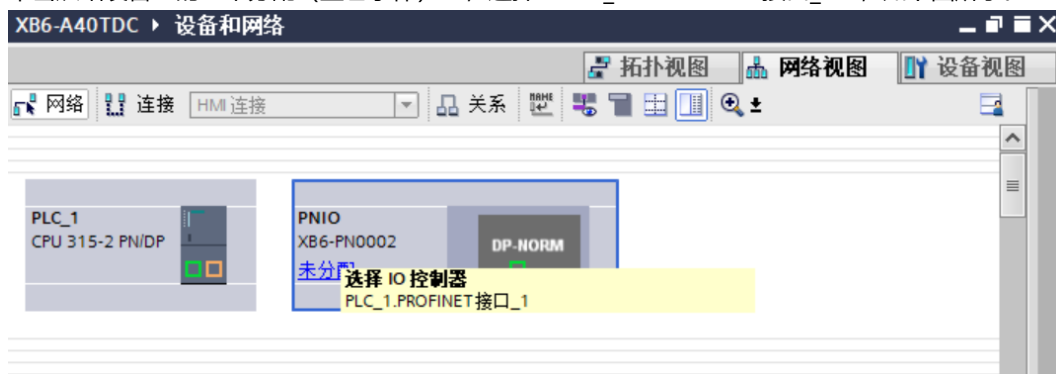 XB6-A40TDC ▸ 设备和网络
拓扑视图 网络视图 设备视图
网络 连接 HMI 连接 关系
PLC_1
CPU 315-2 PN/DP
PNIO
XB6-PN0002
DP-NORM
选择 IO 控制器
PLC_1.PROFINET接口_1